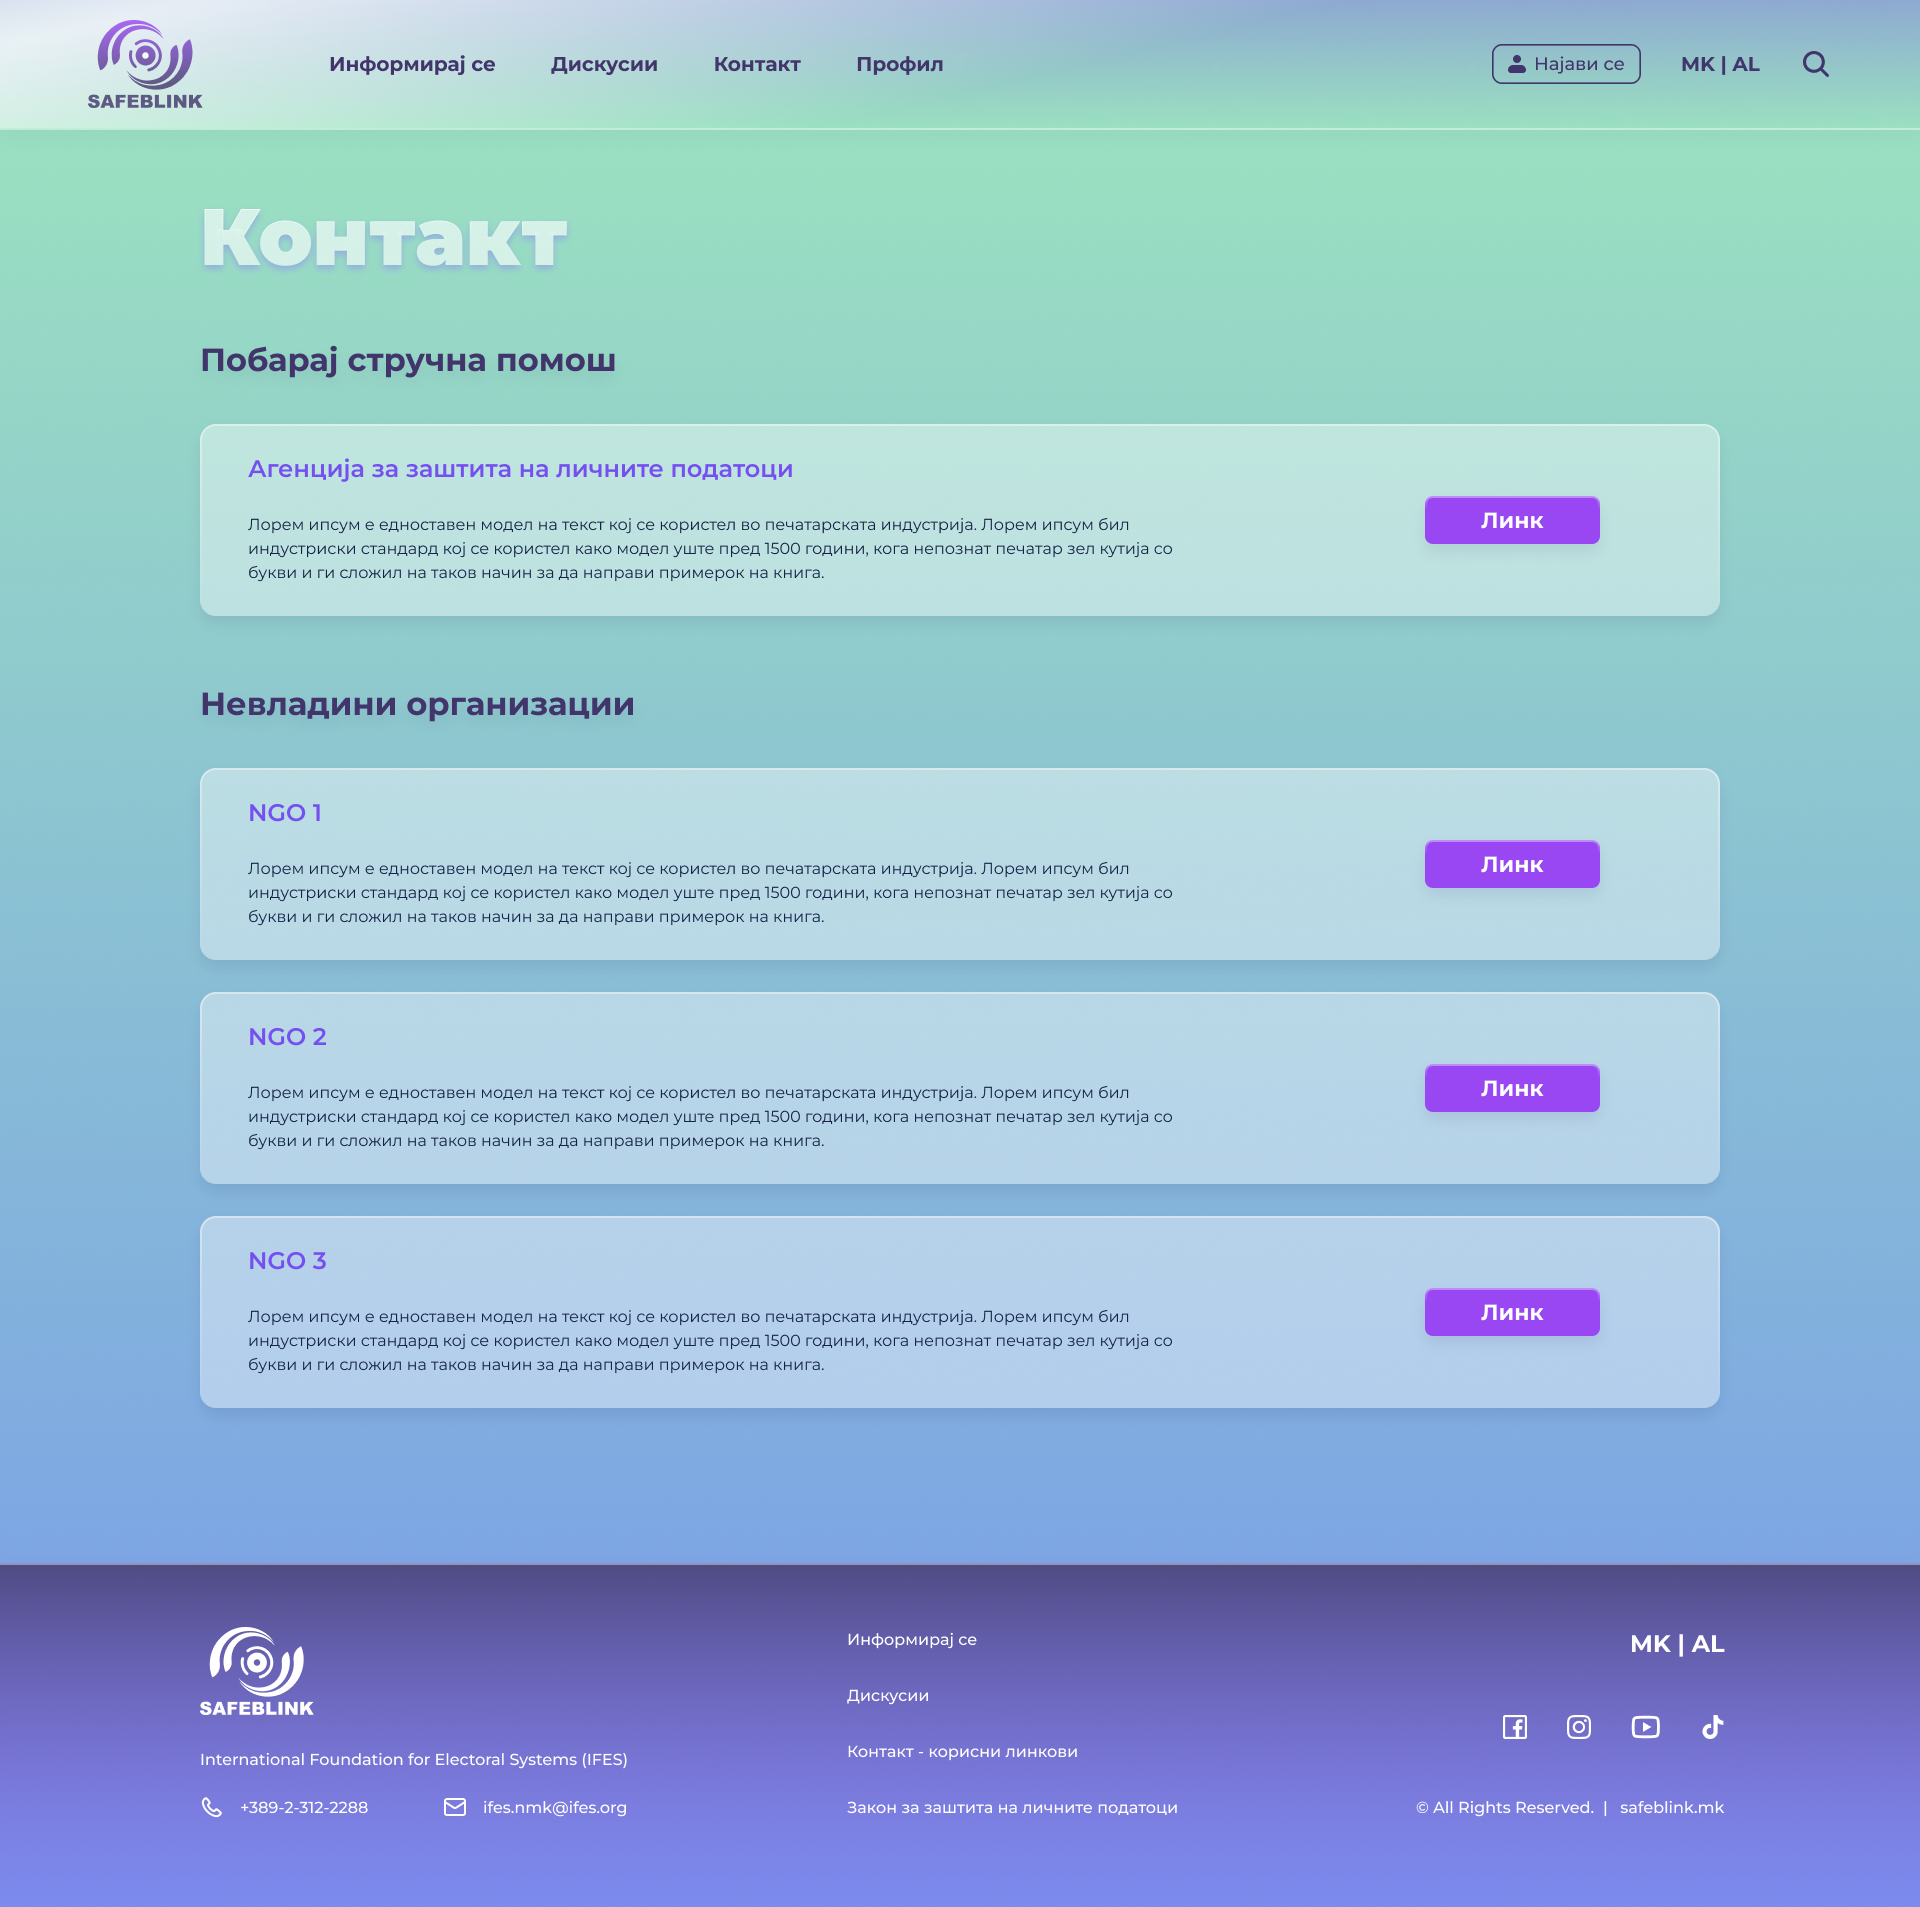 SAFEBLINK
Информирај се
Дискусии
Контакт
Профил
Најави се
MK | AL
Контакт
Побарај стручна помош
Агенција за заштита на личните податоци
Лорем ипсум е едноставен модел на текст кој се користел во печатарската индустрија. Лорем ипсум бил
индустриски стандард кој се користел како модел уште пред 1500 години, кога непознат печатар зел кутија со
букви и ги сложил на таков начин за да направи примерок на книга.
Линк
Невладини организации
NGO 1
Лорем ипсум е едноставен модел на текст кој се користел во печатарската индустрија. Лорем ипсум бил
индустриски стандард кој се користел како модел уште пред 1500 години, кога непознат печатар зел кутија со
букви и ги сложил на таков начин за да направи примерок на книга.
Линк
NGO 2
Лорем ипсум е едноставен модел на текст кој се користел во печатарската индустрија. Лорем ипсум бил
индустриски стандард кој се користел како модел уште пред 1500 години, кога непознат печатар зел кутија со
букви и ги сложил на таков начин за да направи примерок на книга.
Линк
NGO 3
Лорем ипсум е едноставен модел на текст кој се користел во печатарската индустрија. Лорем ипсум бил
индустриски стандард кој се користел како модел уште пред 1500 години, кога непознат печатар зел кутија со
букви и ги сложил на таков начин за да направи примерок на книга.
Линк
SAFEBLINK
International Foundation for Electoral Systems (IFES)
+389-2-312-2288
ifes.nmk@ifes.org
Информирај се
Дискусии
Контакт - корисни линкови
Закон за заштита на личните податоци
MK | AL
© All Rights Reserved. | safeblink.mk